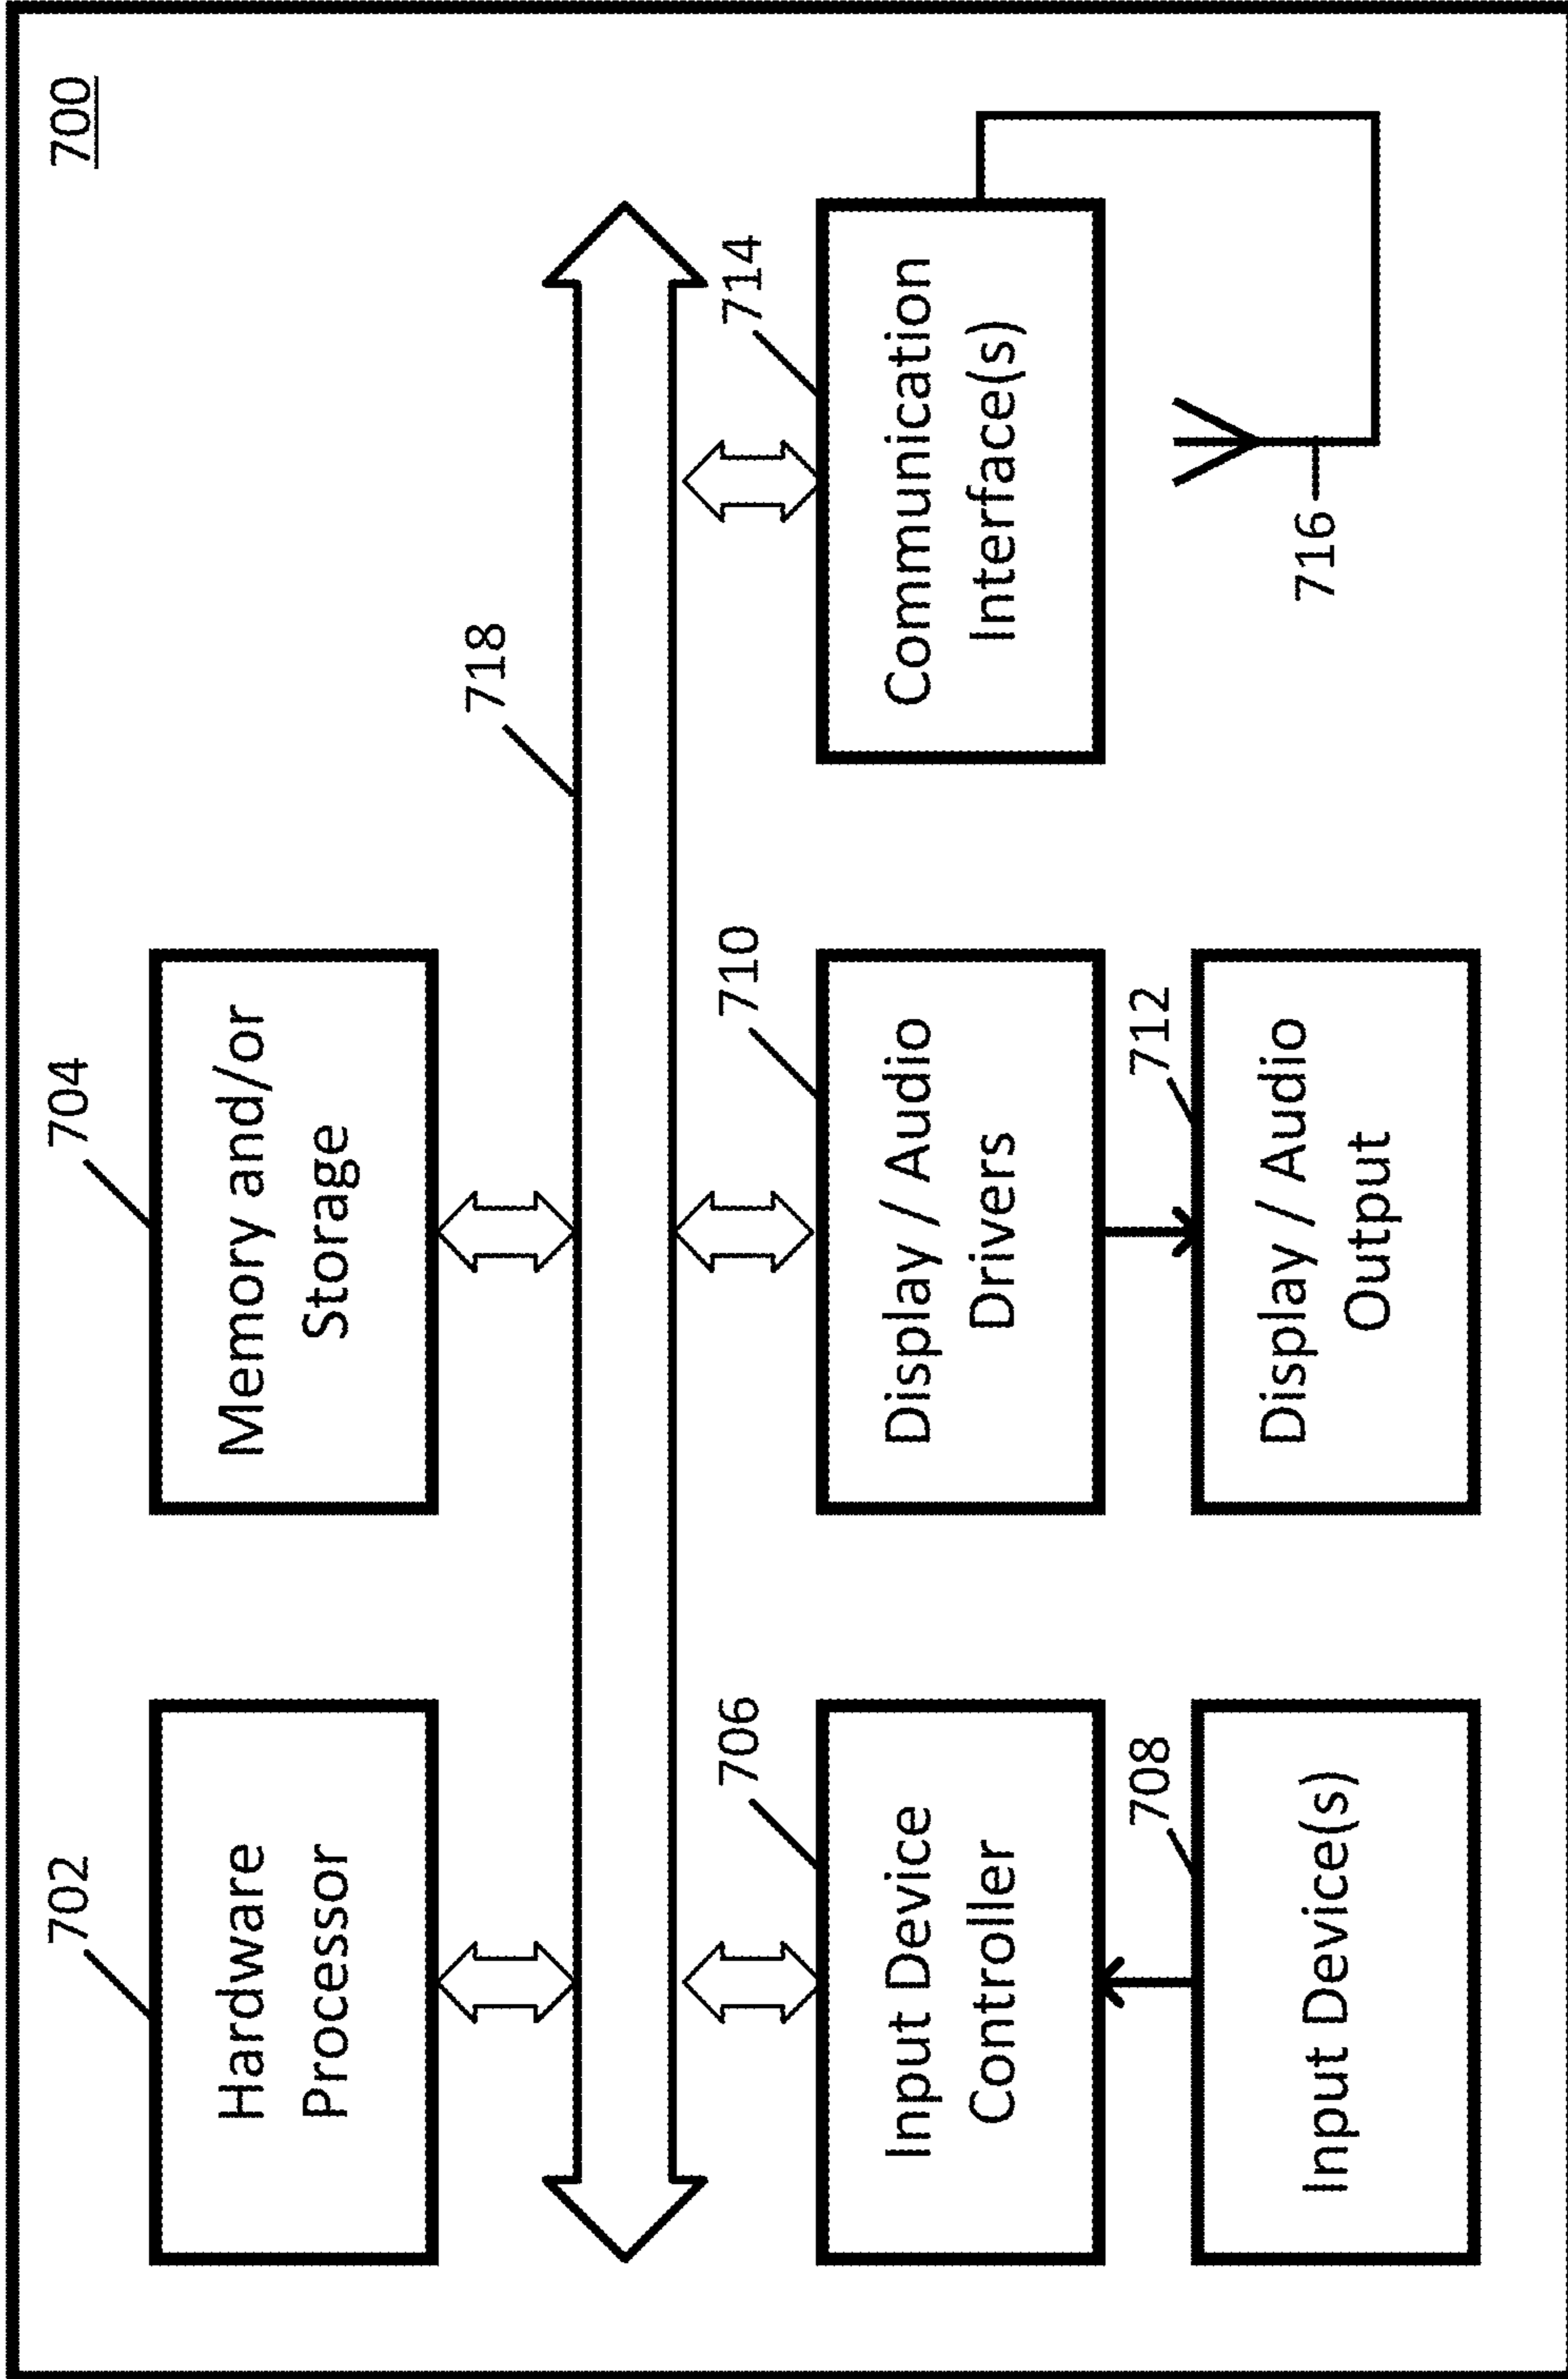 700
702
Hardware
Processor
704
Memory and/or
Storage
718
706
Input Device
Controller
710
Display / Audio
Drivers
714
Communication
Interface(s)
708
Input Device(s)
712
Display / Audio
Output
716